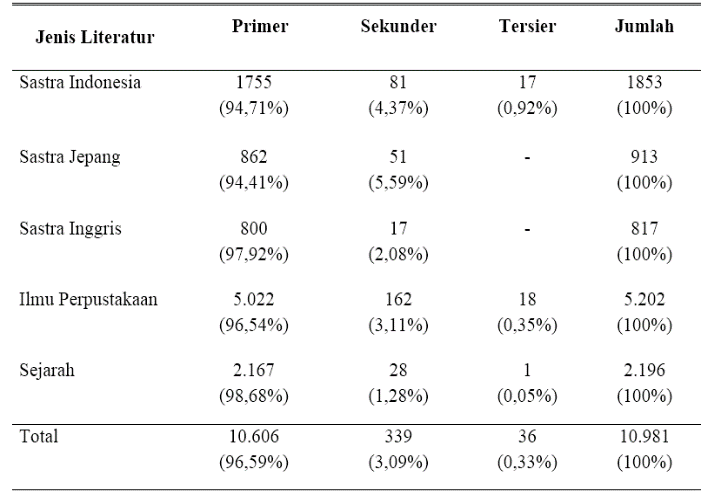 Jenis Literatur Primer Sekunder Tersier Jumlah
Sastra Indonesia 1755 81 17 1853
(94,71%) (4,37%) (0,92%) (100%)
Sastra Jepang 862 51 - 913
(94,41%) (5,59%) (100%)
Sastra Inggris 800 17 - 817
(97,92%) (2,08%) (100%)
Ilmu Perpustakaan 5.022 162 18 5.202
(96,54%) (3,11%) (0,35%) (100%)
Sejarah 2.167 28 1 2.196
(98,68%) (1,28%) (0,05%) (100%)
Total 10.606 339 36 10.981
(96,59%) (3,09%) (0,33%) (100%)